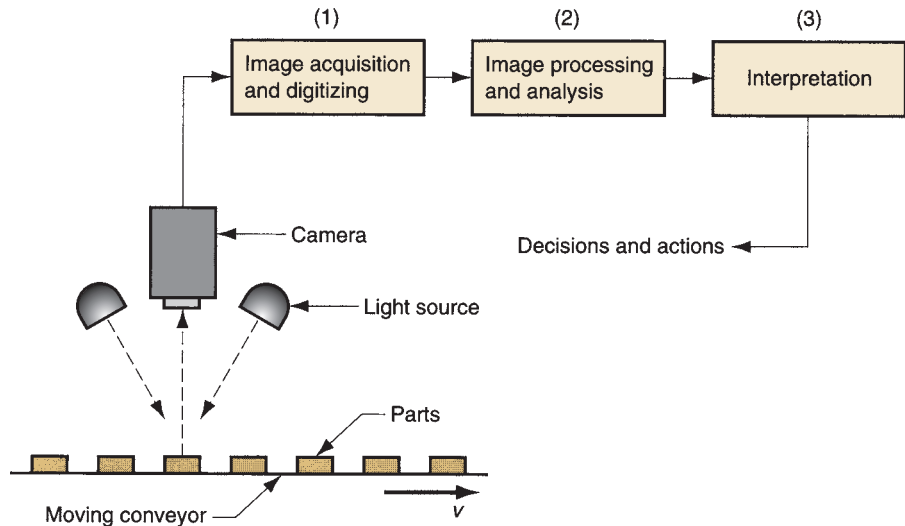 (1)
(2)
(3)
Image acquisition
and digitizing
Image processing
and analysis
Interpretation
Camera
Decisions and actions
Light source
Parts
Moving conveyor
v